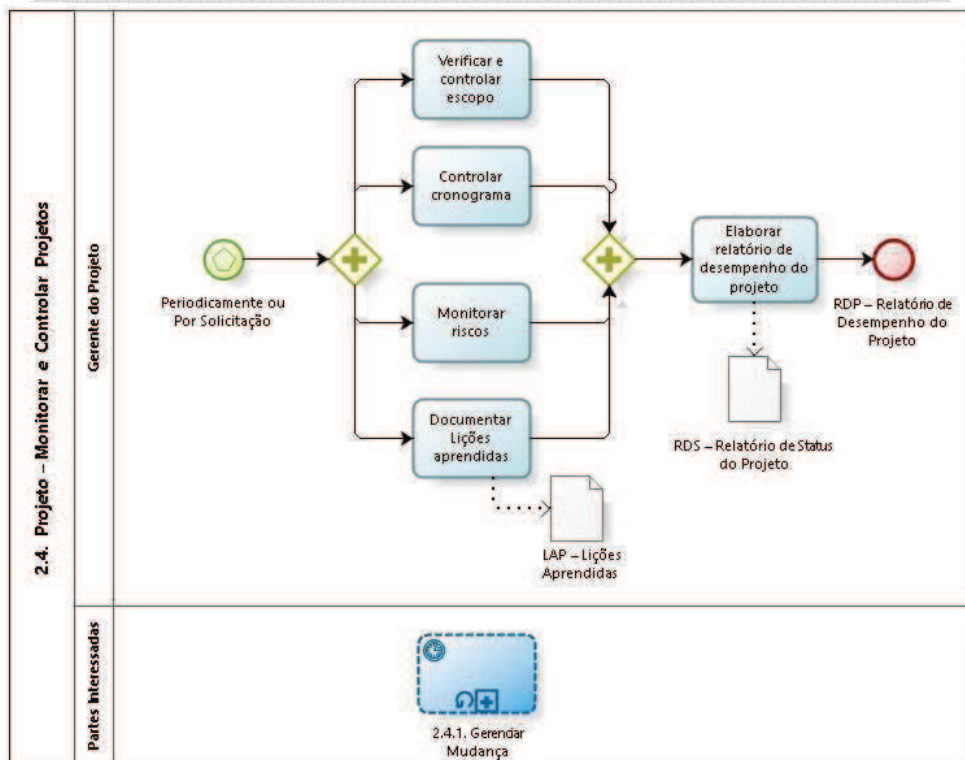 2.4. Projeto – Monitorar e Controlar Projetos
Gerente do Projeto
Periodicamente ou
Por Solicitação
Verificar e
controlar
escopo
Controlar
cronograma
Monitorar
riscos
Documentar
Lições
aprendidas
LAP – Lições
Aprendidas
Elaborar
relatório de
desempenho do
projeto
RDS – Relatório de Status
do Projeto
RDP – Relatório de
Desempenho do
Projeto
Partes Interessadas
2.4.1. Gerenciar
Mudança